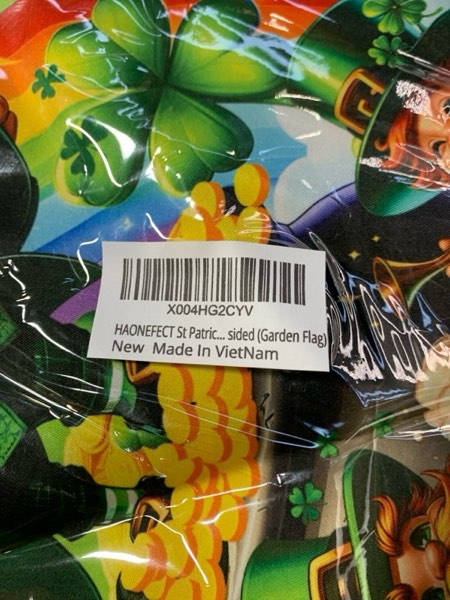 X004HG2CYV
HAONEFECT St Patric... sided (Garden Flag)
New Made In VietNam